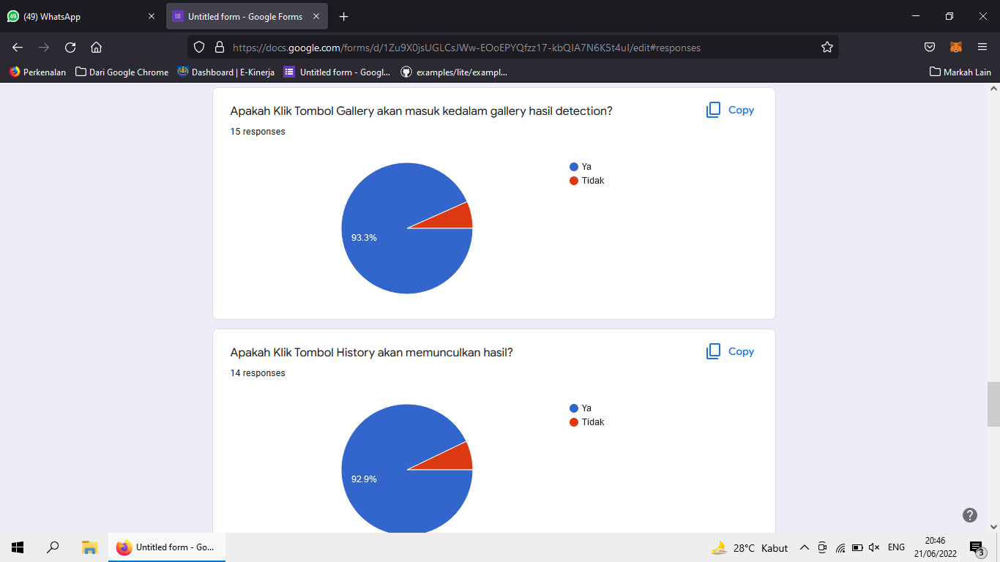 49
(49) WhatsApp
Untitled form - Google Forms
https://docs.google.com/forms/d/1Zu9X0jsUGLCsJWw-EOoEPYQfzz17-kbQIA7N6K5t4uI/edit#responses
Perkenalan
Dari Google Chrome
Dashboard | E-Kinerja
Untitled form - Googl...
examples/lite/exampl...
Markah Lain
Apakah Klik Tombol Gallery akan masuk kedalam gallery hasil detection?
Copy
15 responses
Ya
Tidak
93.3%
Apakah Klik Tombol History akan memunculkan hasil?
Copy
14 responses
Ya
Tidak
92.9%
?
Untitled form - Go...
28°C Kabut
ENG
20:46
21/06/2022
3